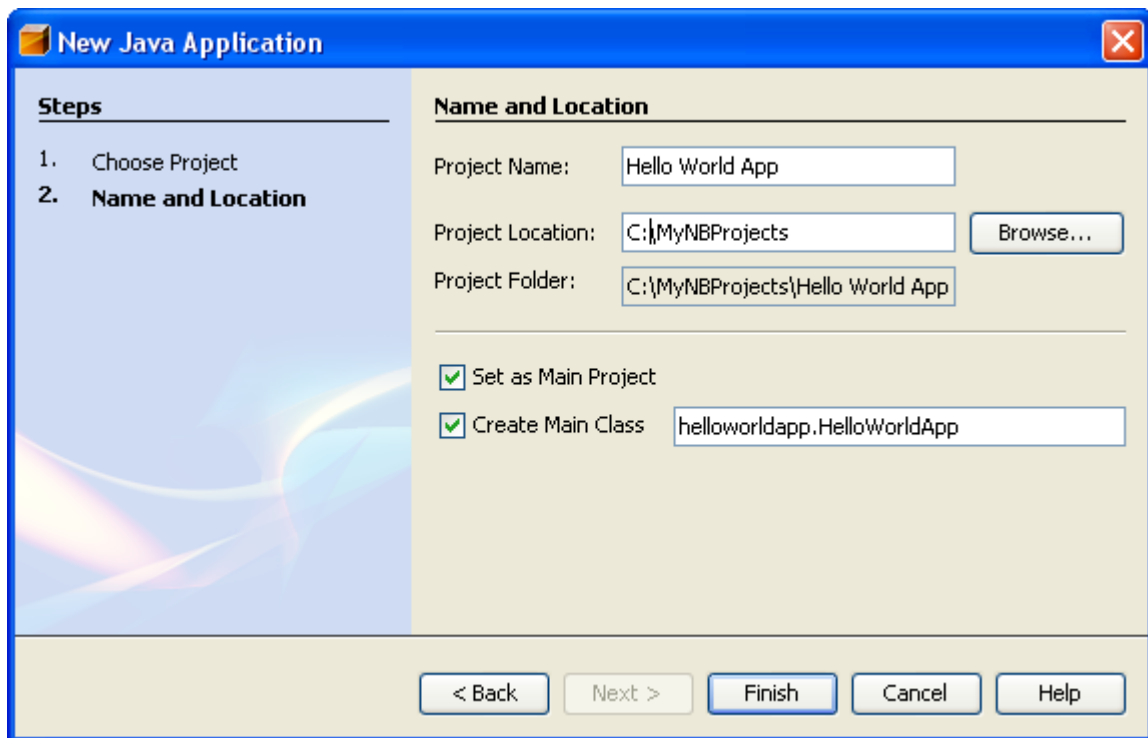 New Java Application
Steps
1. Choose Project
2. Name and Location
Name and Location
Project Name: Hello World App
Project Location: C:\MyNBProjects Browse...
Project Folder: C:\MyNBProjects\Hello World App
Set as Main Project
Create Main Class helloworldapp.HelloWorldApp
< Back Next > Finish Cancel Help